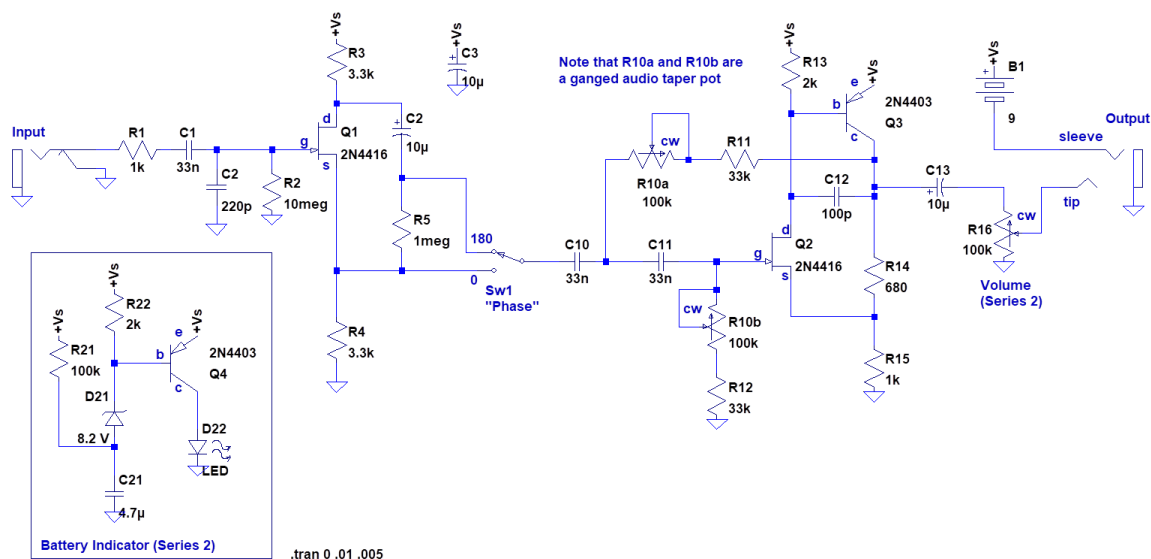 +Vs
R3
3.3k
+Vs
C3
10µ
Note that R10a and R10b are
a ganged audio taper pot
+Vs
R13
2k
+Vs
e
b
c
2N4403
Q3
+Vs
B1
9
Output
sleeve
tip
Input
R1
1k
C1
33n
C2
220p
R2
10meg
d
g
s
Q1
2N4416
C2
10µ
R5
1meg
180
0
Sw1
"Phase"
R4
3.3k
cw
R10a
100k
R11
33k
C12
100p
C13
10µ
cw
R16
100k
Volume
(Series 2)
C10
33n
C11
33n
d
g
s
Q2
2N4416
R14
680
cw
R10b
100k
R12
33k
R15
1k
+Vs
R22
2k
+Vs
R21
100k
+Vs
e
b
c
2N4403
Q4
D21
8.2 V
D22
LED
C21
4.7µ
Battery Indicator (Series 2)
.tran 0 .01 .005